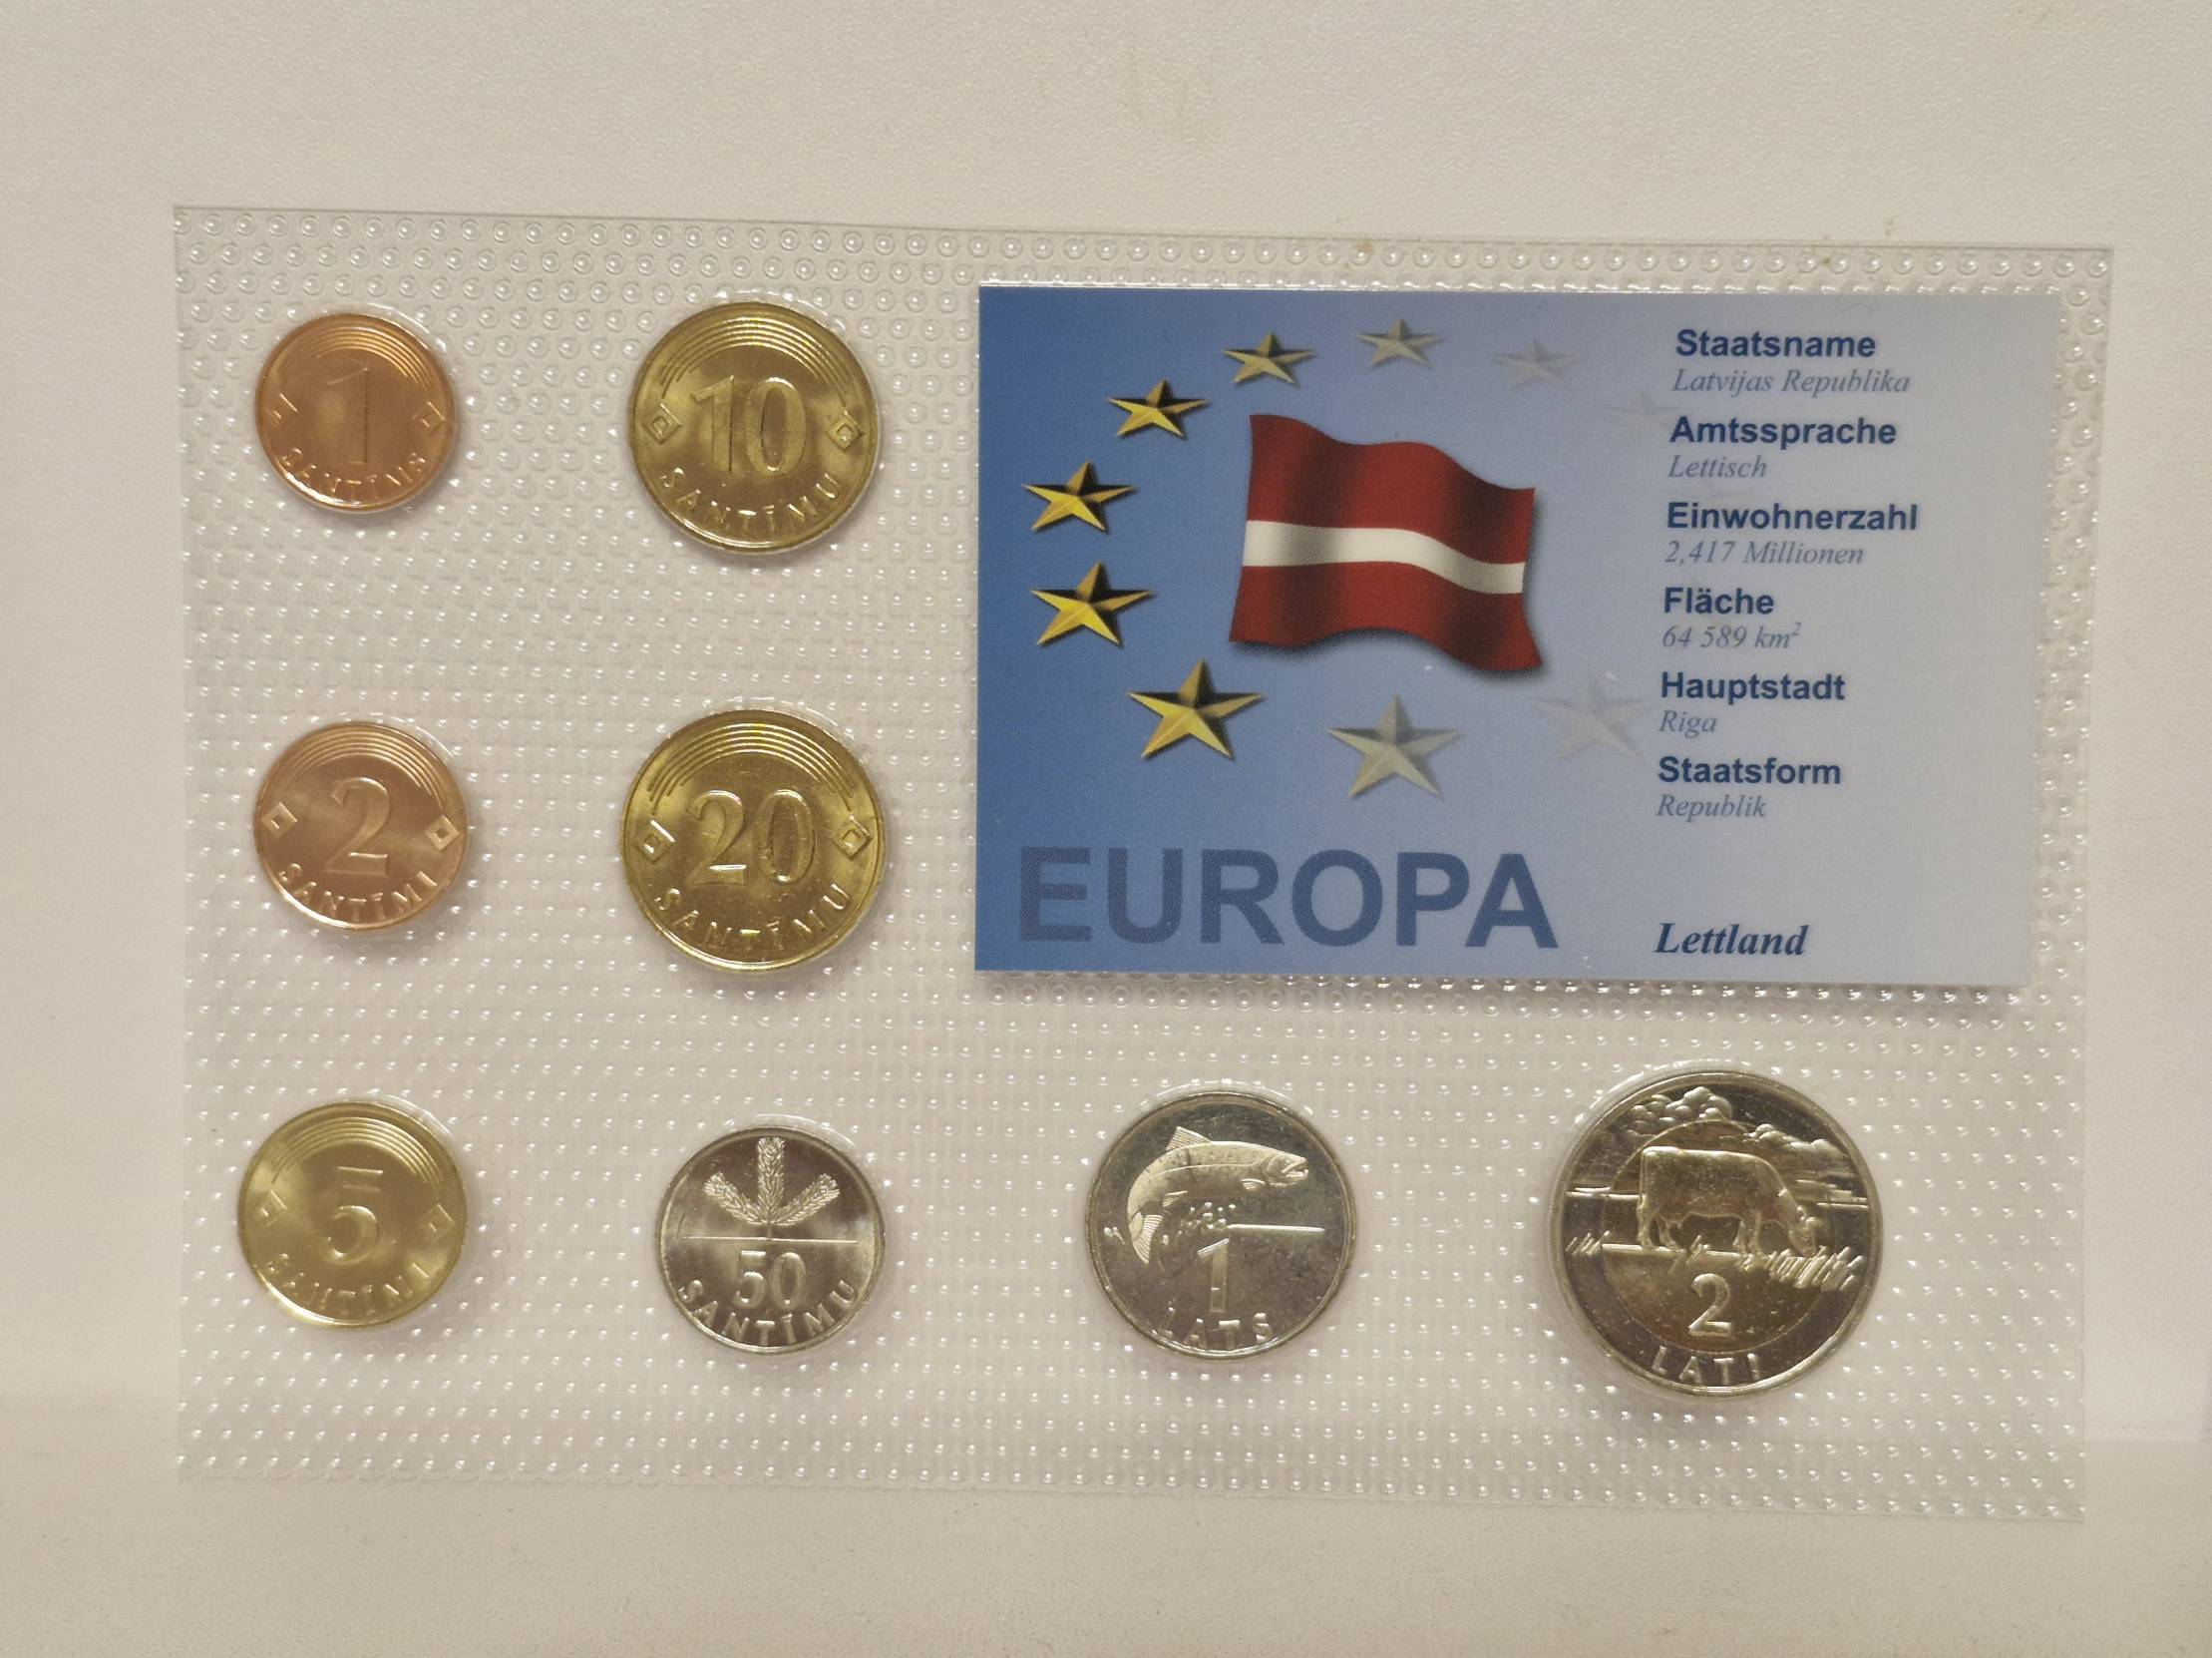 1
SANTĪMS
10
SANTĪMU
2
SANTĪMI
20
SANTĪMU
5
SANTĪMI
50
SANTĪMU
1
LATS
2
LATI
Staatsname
Latvijas Republika
Amtssprache
Lettisch
Einwohnerzahl
2,417 Millionen
Fläche
64 589 km²
Hauptstadt
Riga
Staatsform
Republik
EUROPA
Lettland